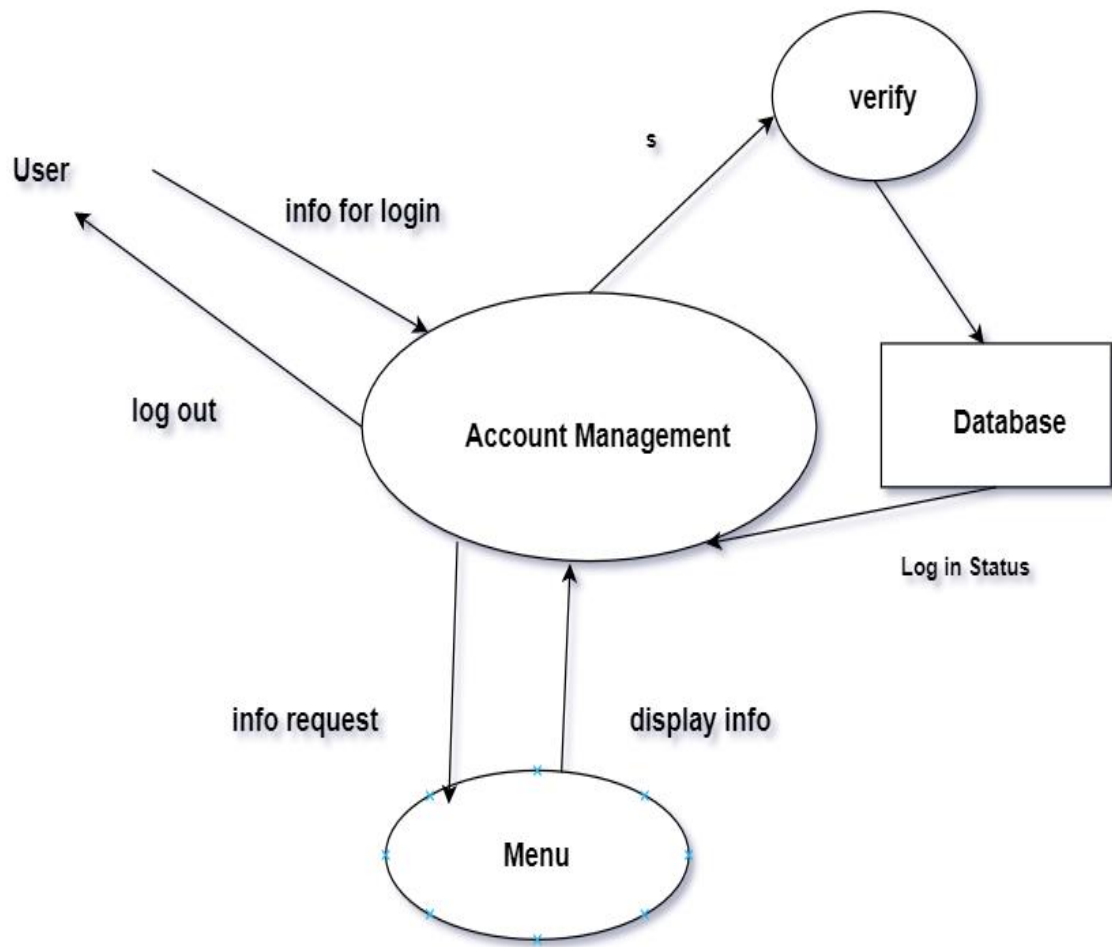 verify
s
User
info for login
log out
Account Management
Database
Log in Status
info request
display info
Menu